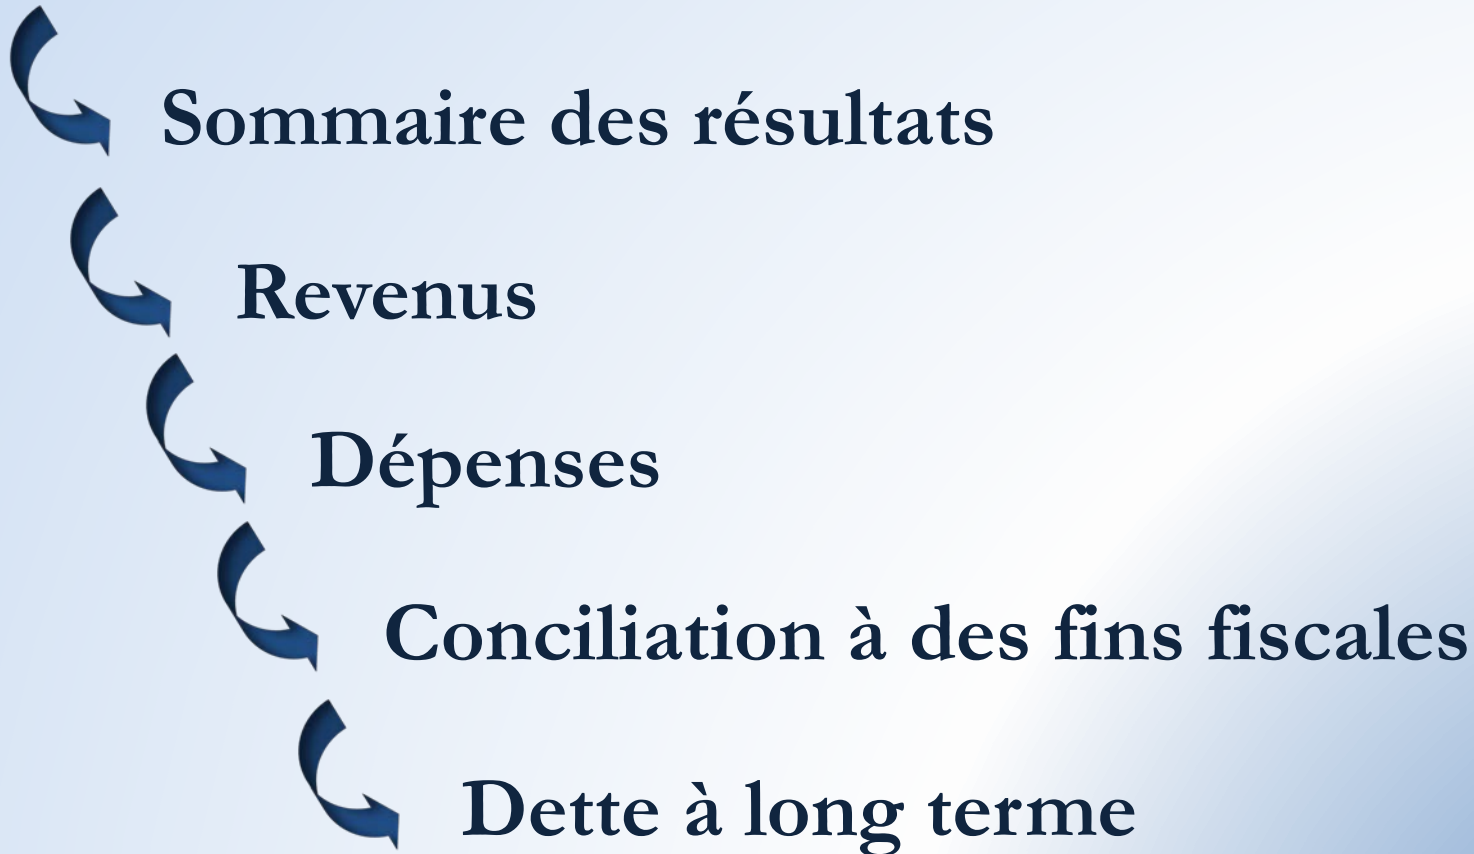 Sommaire des résultats
Revenus
Dépenses
Conciliation à des fins fiscales
Dette à long terme